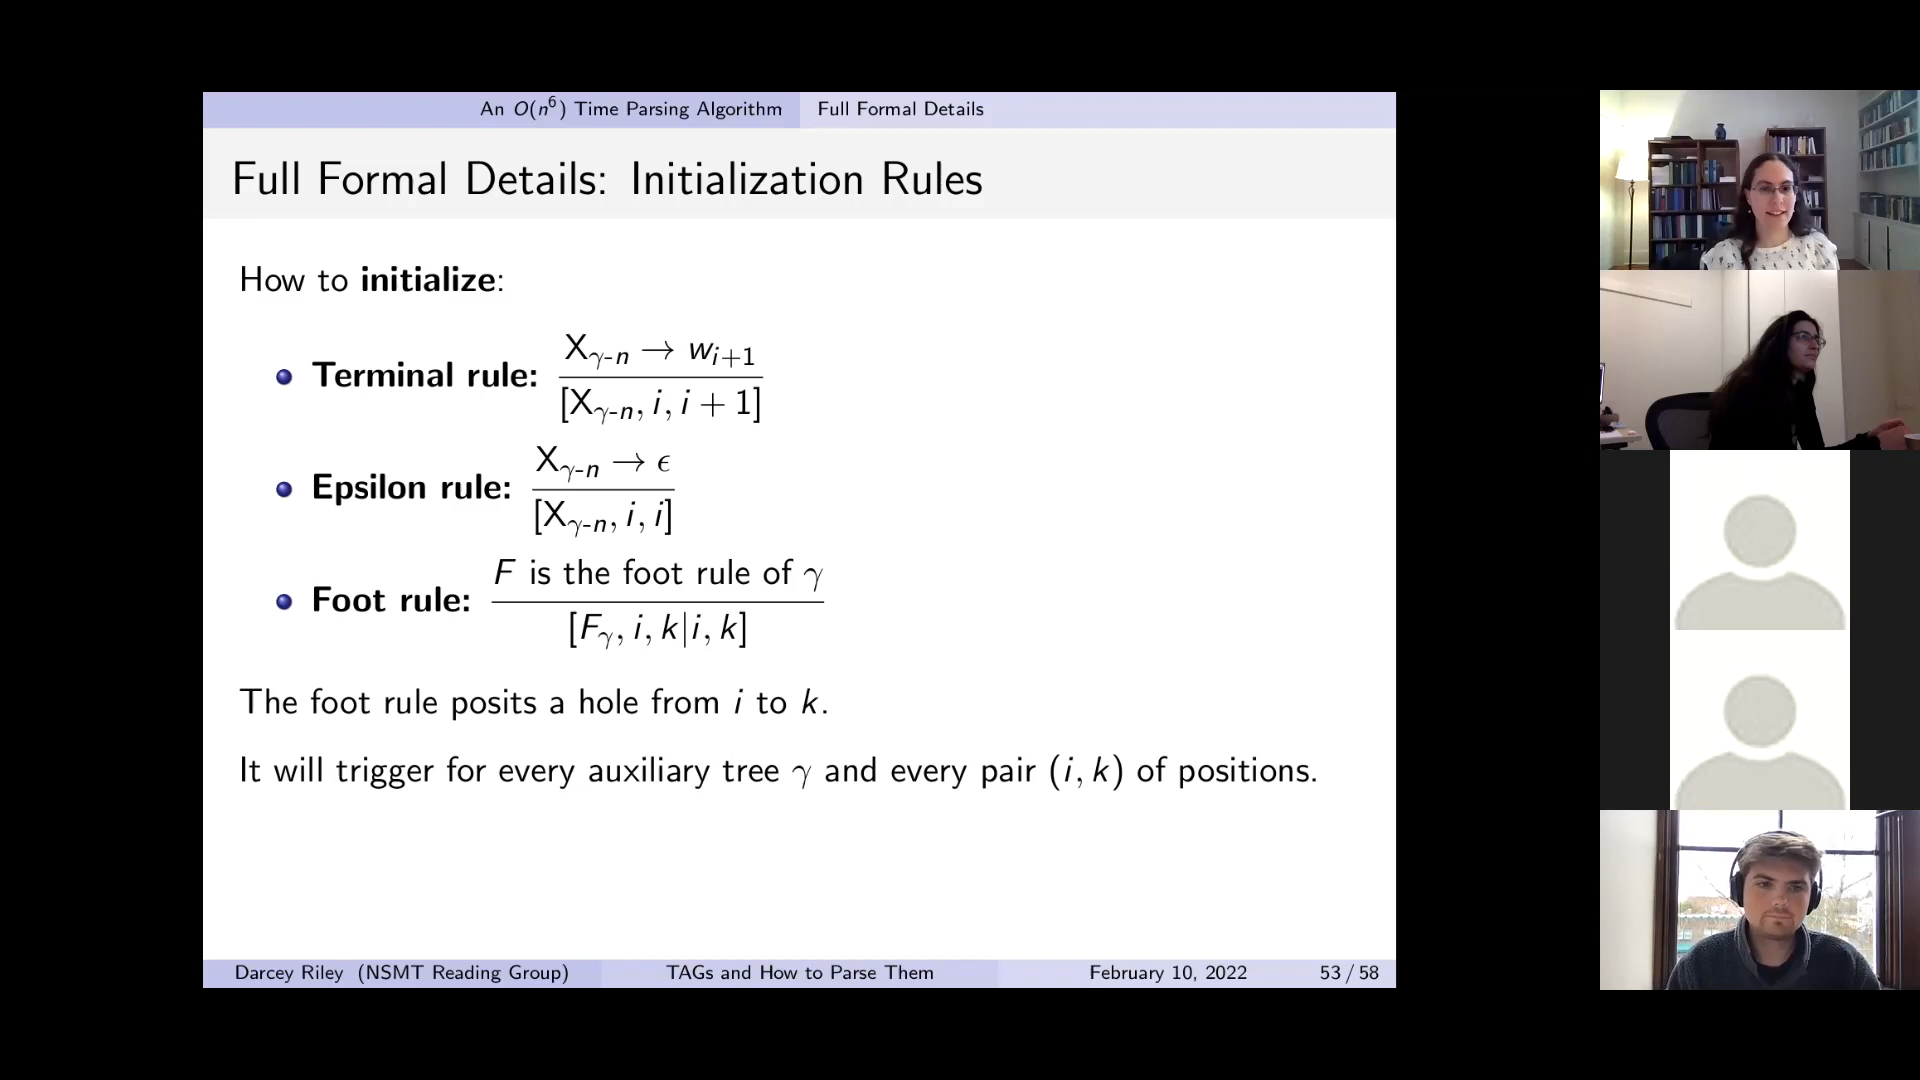 An O(n⁶) Time Parsing Algorithm Full Formal Details
Full Formal Details: Initialization Rules
How to initialize:
Terminal rule: X_{γ-n} → w_{i+1}
[X_{γ-n}, i, i + 1]
Epsilon rule: X_{γ-n} → ϵ
[X_{γ-n}, i, i]
Foot rule: F is the foot rule of γ
[F_γ, i, k|i, k]
The foot rule posits a hole from i to k.
It will trigger for every auxiliary tree γ and every pair (i, k) of positions.
Darcey Riley (NSMT Reading Group) TAGs and How to Parse Them February 10, 2022 53 / 58